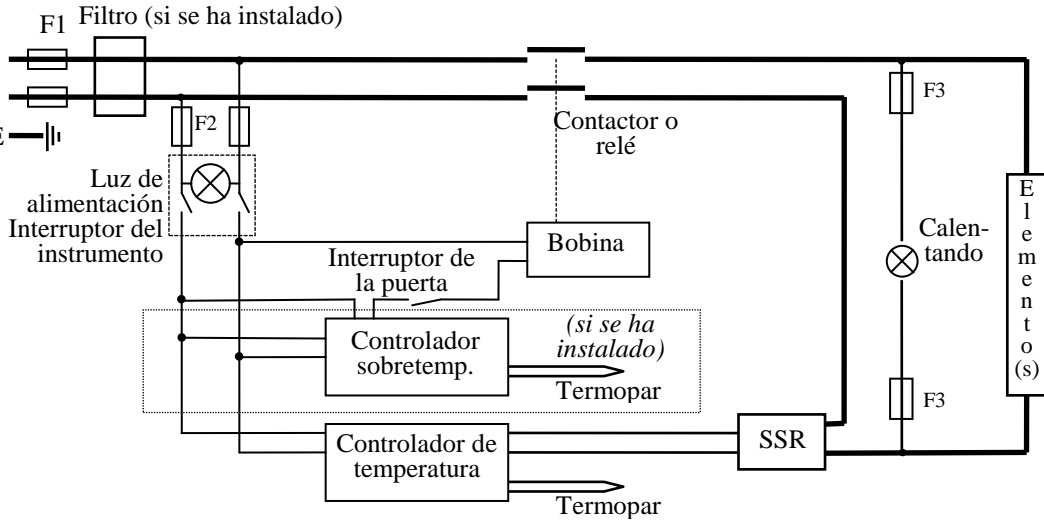 F1
Filtro (si se ha instalado)
F2
F3
E
Contactor o
relé
Luz de
alimentación
Interruptor del
instrumento
Bobina
Calen-
tando
Elemento(s)
Interruptor de
la puerta
Controlador
sobretemp.
(si se ha
instalado)
Termopar
F3
Controlador de
temperatura
SSR
Termopar